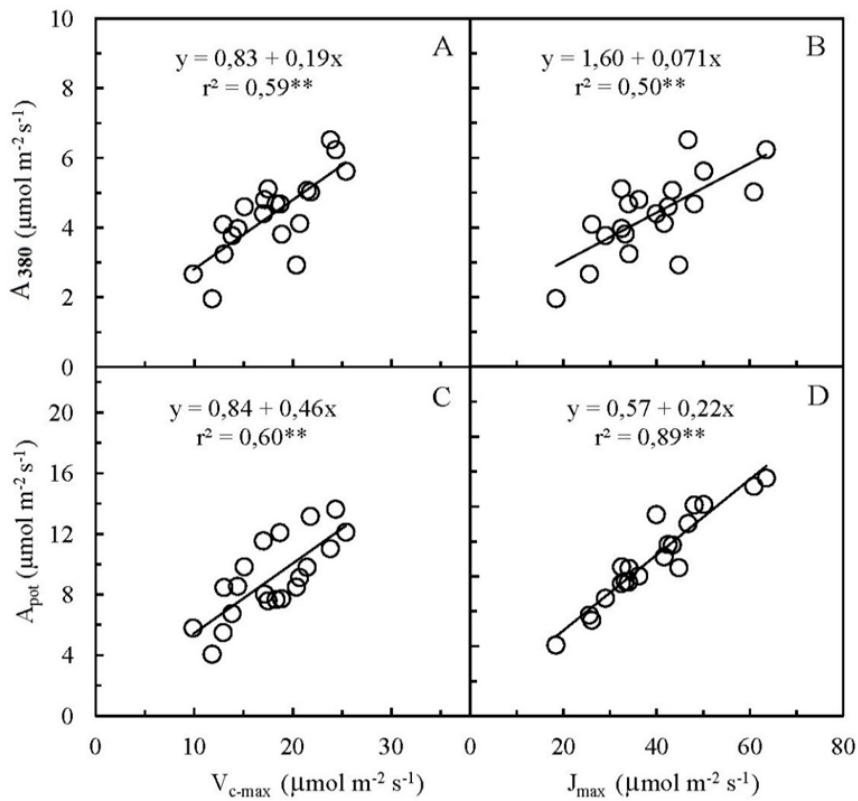 10
8
6
4
2
0
A380 (μmol m-2 s-1)
A
y = 0,83 + 0,19x
r² = 0,59**
B
y = 1,60 + 0,071x
r² = 0,50**
20
16
12
8
4
0
Apot (μmol m-2 s-1)
C
y = 0,84 + 0,46x
r² = 0,60**
D
y = 0,57 + 0,22x
r² = 0,89**
0 10 20 30 0 20 40 60 80
Vc-max (μmol m-2 s-1) Jmax (μmol m-2 s-1)